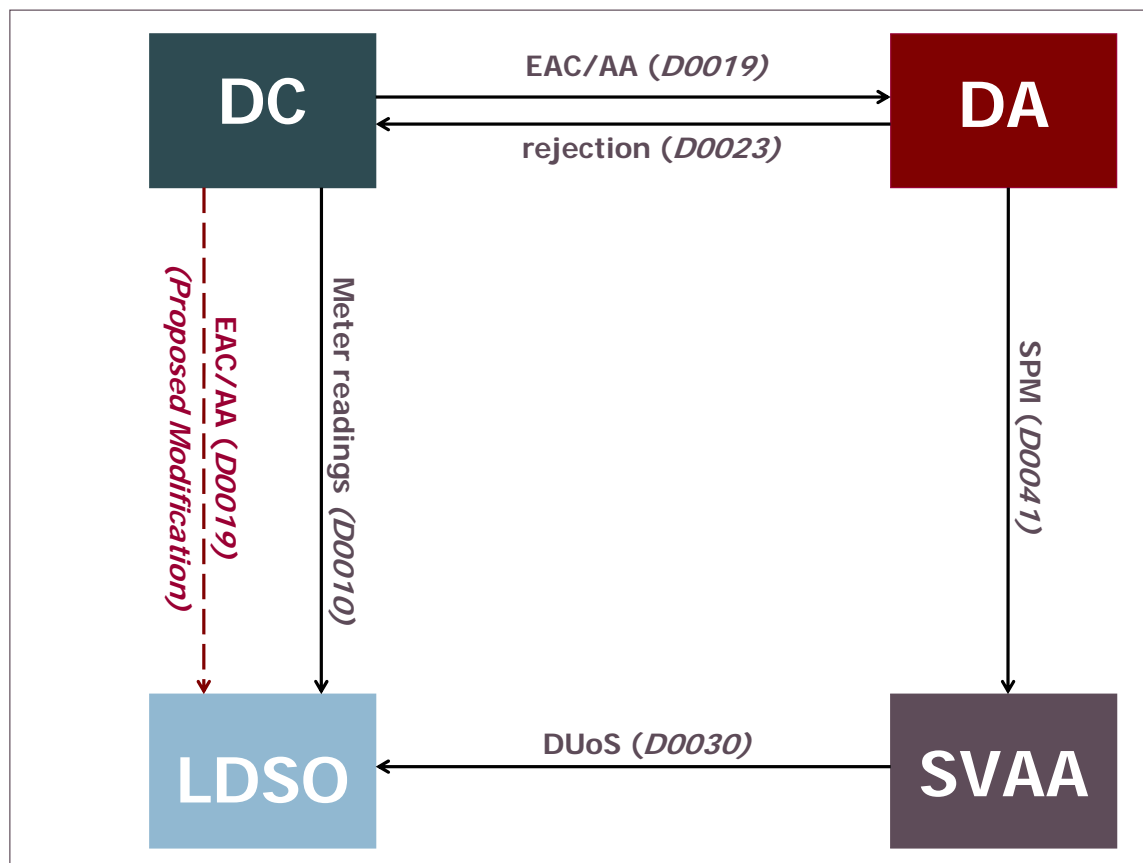 DC
EAC/AA (D0019)
DA
rejection (D0023)
EAC/AA (D0019)
(Proposed Modification)
Meter readings (D0010)
SPM (D0041)
LDSO
DUoS (D0030)
SVAA